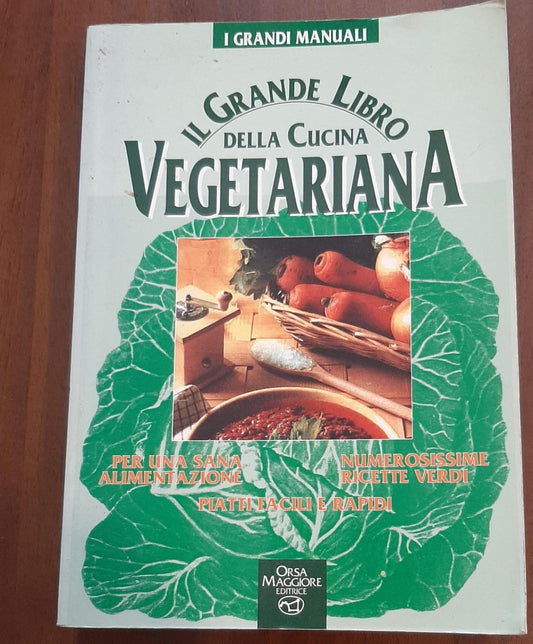 I GRANDI MANUALI
IL GRANDE LIBRO
DELLA CUCINA
VEGETARIANA
PER UNA SANA
ALIMENTAZIONE
NUMEROSISSIME
RICETTE VERDI
PIATTI FACILI E RAPIDI
ORSA
MAGGIORE
EDITRICE